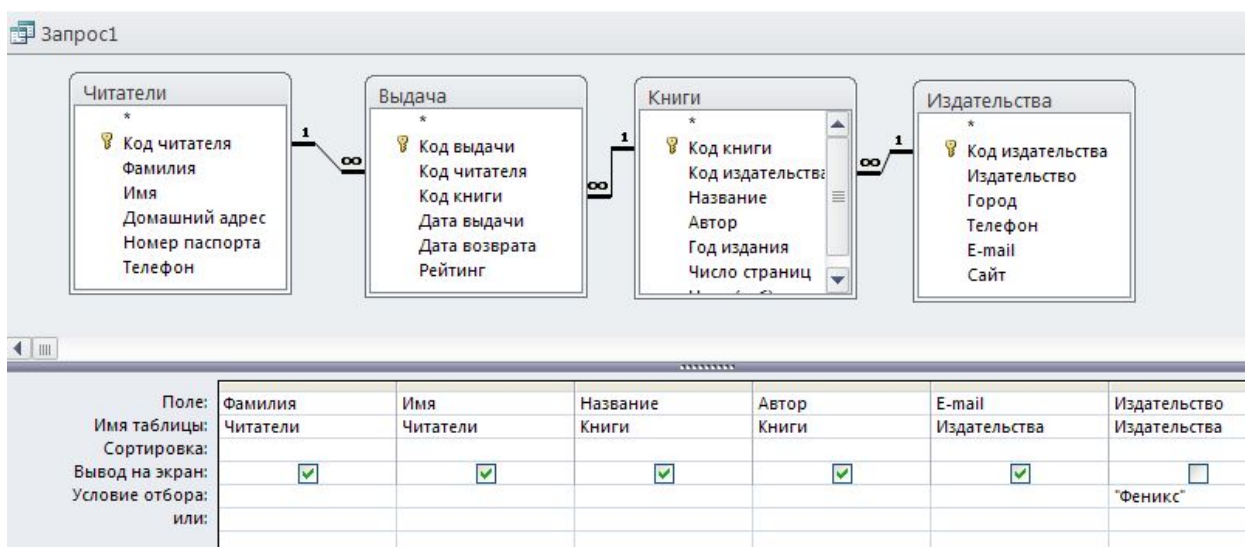 Запрос1
Читатели
*
Код читателя
Фамилия
Имя
Домашний адрес
Номер паспорта
Телефон
1
∞
Выдача
*
Код выдачи
Код читателя
Код книги
Дата выдачи
Дата возврата
Рейтинг
1
∞
Книги
*
Код книги
Код издательства
Название
Автор
Год издания
Число страниц
1
∞
Издательства
*
Код издательства
Издательство
Город
Телефон
E-mail
Сайт
Поле: Фамилия Имя Название Автор E-mail Издательство
Имя таблицы: Читатели Читатели Книги Книги Издательства Издательства
Сортировка:
Вывод на экран:
Условие отбора: "Феникс"
или: